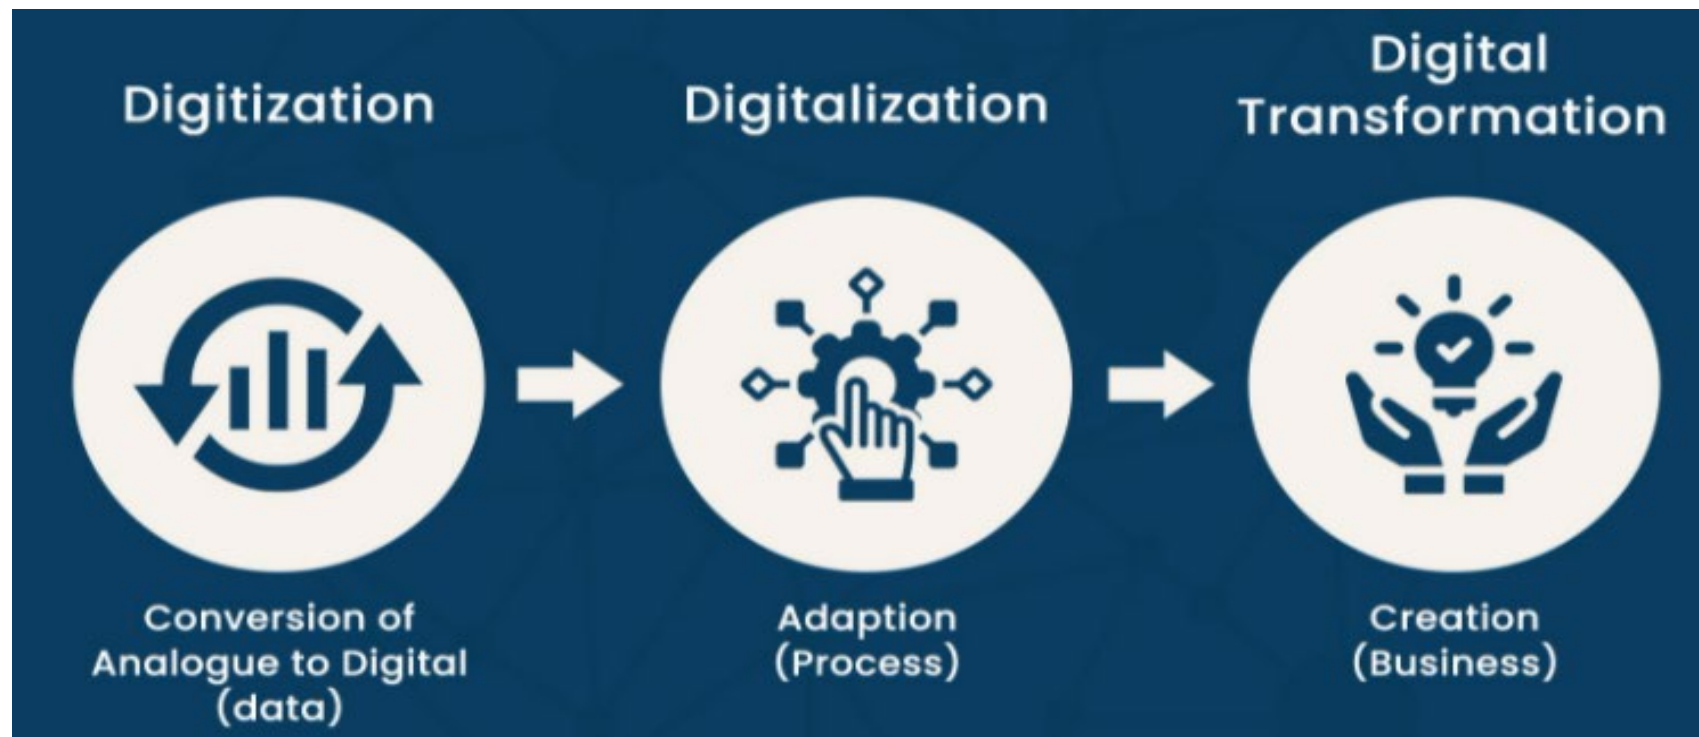 Digitization
Conversion of
Analogue to Digital
(data)
Digitalization
Adaption
(Process)
Digital
Transformation
Creation
(Business)